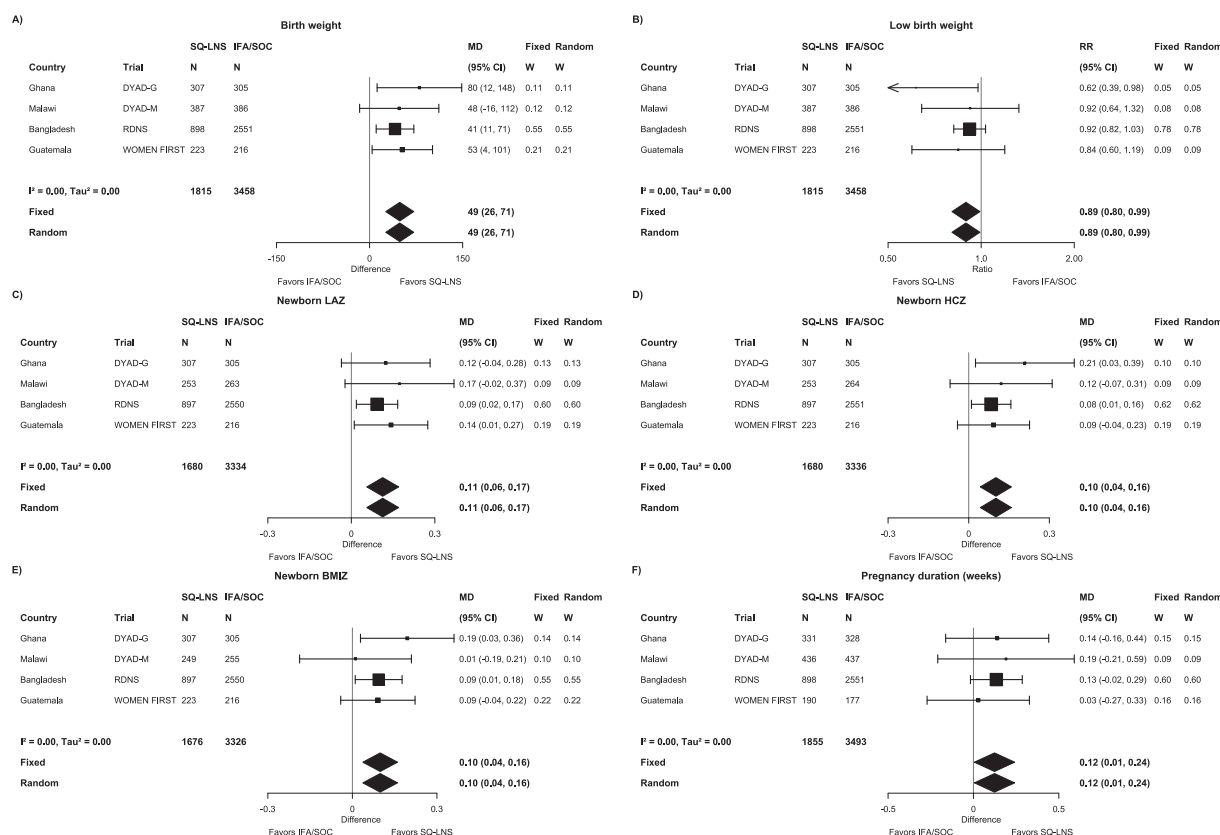 A)
Birth weight
SQ-LNS IFA/SOC MD Fixed Random
Country Trial N N (95% CI) W W
Ghana DYAD-G 307 305 80 (12, 148) 0.11 0.11
Malawi DYAD-M 387 386 48 (-16, 112) 0.12 0.12
Bangladesh RDNS 898 2551 41 (11, 71) 0.55 0.55
Guatemala WOMEN FIRST 223 216 53 (4, 101) 0.21 0.21
I² = 0.00, Tau² = 0.00 1815 3458
Fixed 49 (26, 71)
Random 49 (26, 71)
-150 0 150
Difference
Favors IFA/SOC Favors SQ-LNS
B)
Low birth weight
SQ-LNS IFA/SOC RR Fixed Random
Country Trial N N (95% CI) W W
Ghana DYAD-G 307 305 0.62 (0.39, 0.98) 0.05 0.05
Malawi DYAD-M 387 386 0.92 (0.64, 1.32) 0.08 0.08
Bangladesh RDNS 898 2551 0.92 (0.82, 1.03) 0.78 0.78
Guatemala WOMEN FIRST 223 216 0.84 (0.60, 1.19) 0.09 0.09
I² = 0.00, Tau² = 0.00 1815 3458
Fixed 0.89 (0.80, 0.99)
Random 0.89 (0.80, 0.99)
0.50 1.0 2.00
Ratio
Favors SQ-LNS Favors IFA/SOC
C)
Newborn LAZ
SQ-LNS IFA/SOC MD Fixed Random
Country Trial N N (95% CI) W W
Ghana DYAD-G 307 305 0.12 (-0.04, 0.28) 0.13 0.13
Malawi DYAD-M 253 263 0.17 (-0.02, 0.37) 0.09 0.09
Bangladesh RDNS 897 2550 0.09 (0.02, 0.17) 0.60 0.60
Guatemala WOMEN FIRST 223 216 0.14 (0.01, 0.27) 0.19 0.19
I² = 0.00, Tau² = 0.00 1680 3334
Fixed 0.11 (0.06, 0.17)
Random 0.11 (0.06, 0.17)
-0.3 0 0.3
Difference
Favors IFA/SOC Favors SQ-LNS
D)
Newborn HCZ
SQ-LNS IFA/SOC MD Fixed Random
Country Trial N N (95% CI) W W
Ghana DYAD-G 307 305 0.21 (0.03, 0.39) 0.10 0.10
Malawi DYAD-M 253 264 0.12 (-0.07, 0.31) 0.09 0.09
Bangladesh RDNS 897 2551 0.08 (0.01, 0.16) 0.62 0.62
Guatemala WOMEN FIRST 223 216 0.09 (-0.04, 0.23) 0.19 0.19
I² = 0.00, Tau² = 0.00 1680 3336
Fixed 0.10 (0.04, 0.16)
Random 0.10 (0.04, 0.16)
-0.3 0 0.3
Difference
Favors IFA/SOC Favors SQ-LNS
E)
Newborn BMIZ
SQ-LNS IFA/SOC MD Fixed Random
Country Trial N N (95% CI) W W
Ghana DYAD-G 307 305 0.19 (0.03, 0.36) 0.14 0.14
Malawi DYAD-M 249 255 0.01 (-0.19, 0.21) 0.10 0.10
Bangladesh RDNS 897 2550 0.09 (0.01, 0.18) 0.55 0.55
Guatemala WOMEN FIRST 223 216 0.09 (-0.04, 0.22) 0.22 0.22
I² = 0.00, Tau² = 0.00 1676 3326
Fixed 0.10 (0.04, 0.16)
Random 0.10 (0.04, 0.16)
-0.3 0 0.3
Difference
Favors IFA/SOC Favors SQ-LNS
F)
Pregnancy duration (weeks)
SQ-LNS IFA/SOC MD Fixed Random
Country Trial N N (95% CI) W W
Ghana DYAD-G 331 328 0.14 (-0.16, 0.44) 0.15 0.15
Malawi DYAD-M 436 437 0.19 (-0.21, 0.59) 0.09 0.09
Bangladesh RDNS 898 2551 0.13 (-0.02, 0.29) 0.60 0.60
Guatemala WOMEN FIRST 190 177 0.03 (-0.27, 0.33) 0.16 0.16
I² = 0.00, Tau² = 0.00 1855 3493
Fixed 0.12 (0.01, 0.24)
Random 0.12 (0.01, 0.24)
-0.5 0 0.5
Difference
Favors IFA/SOC Favors SQ-LNS